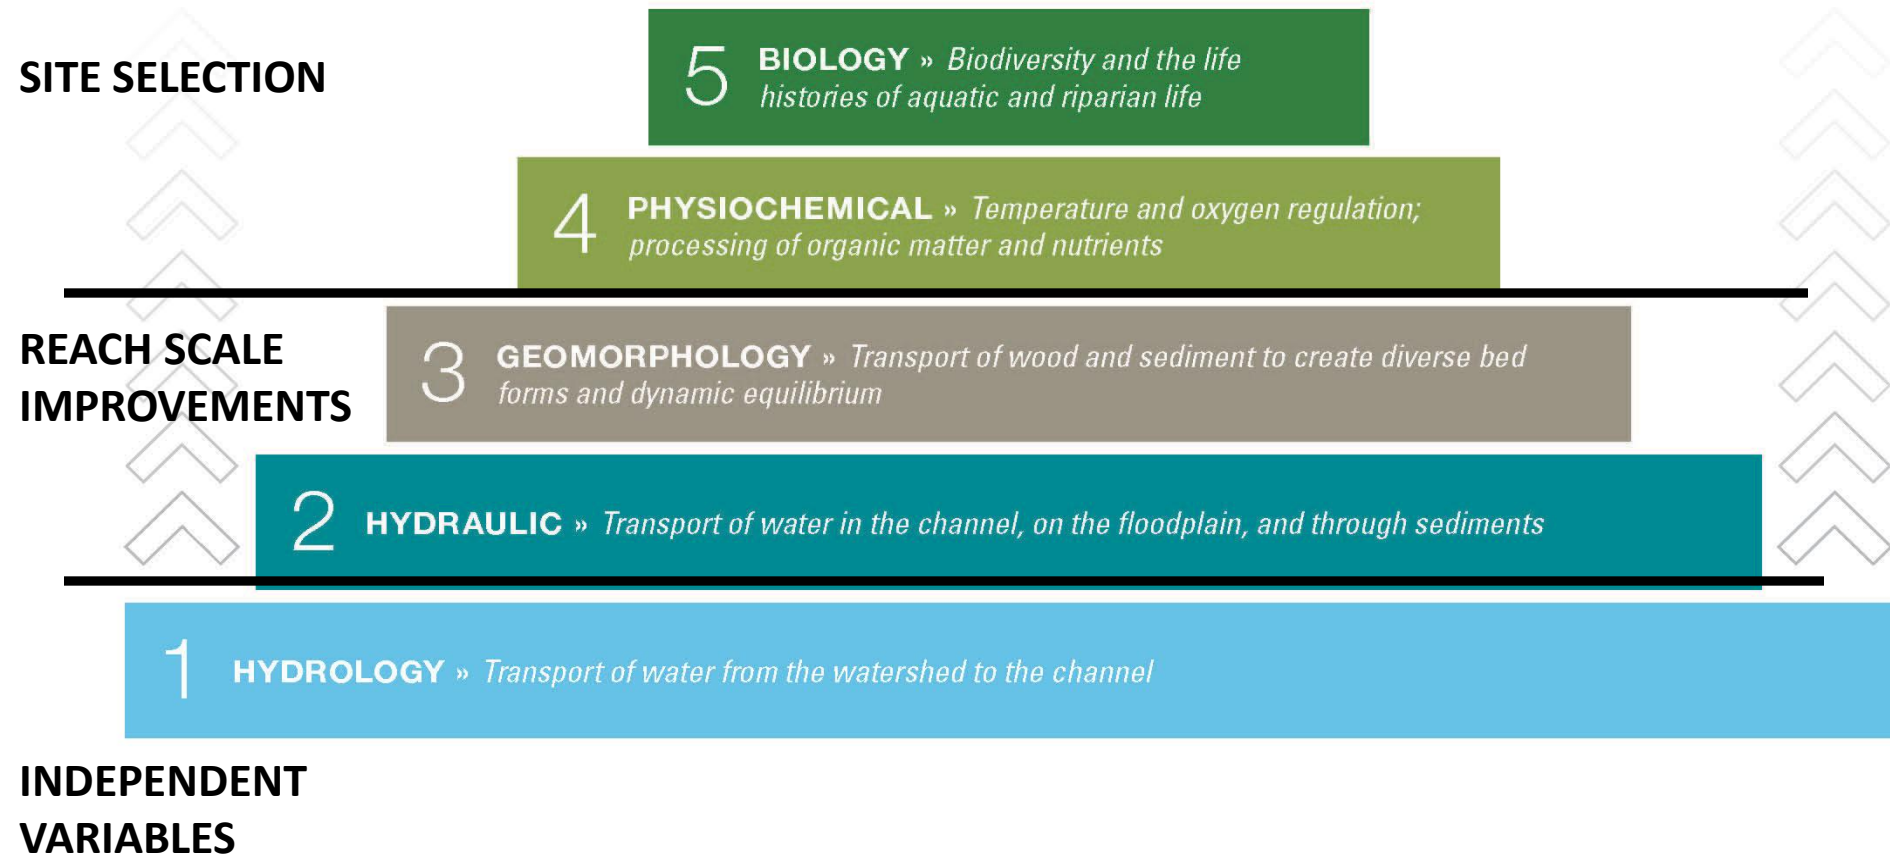 SITE SELECTION
5 BIOLOGY » Biodiversity and the life
histories of aquatic and riparian life
4 PHYSIOCHEMICAL » Temperature and oxygen regulation;
processing of organic matter and nutrients
REACH SCALE
IMPROVEMENTS
3 GEOMORPHOLOGY » Transport of wood and sediment to create diverse bed
forms and dynamic equilibrium
2 HYDRAULIC » Transport of water in the channel, on the floodplain, and through sediments
1 HYDROLOGY » Transport of water from the watershed to the channel
INDEPENDENT
VARIABLES